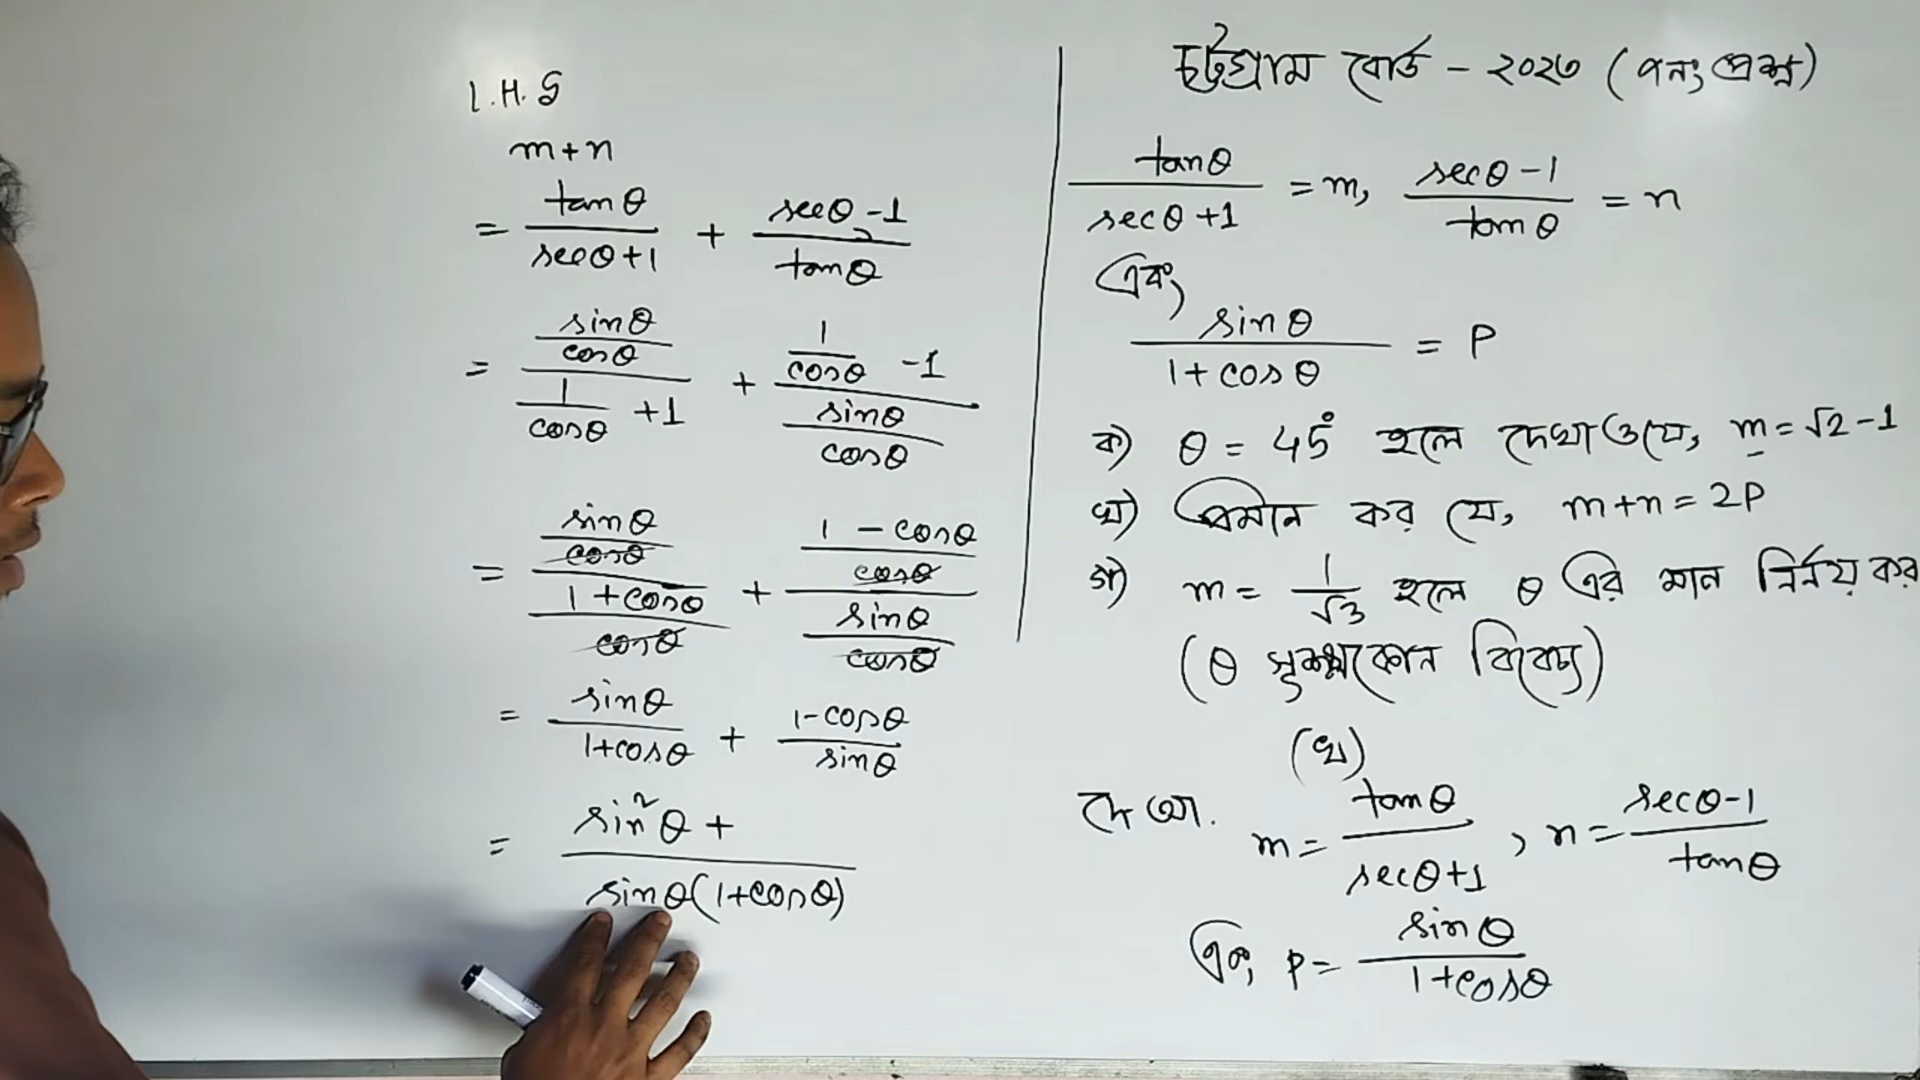 L.H.S
m+n
= tanθ/secθ+1 + secθ-1/tanθ
= (sinθ/cosθ)/(1/cosθ +1) + (1/cosθ -1)/(sinθ/cosθ)
= (sinθ/cosθ)/(1+cosθ/cosθ) + (1-cosθ/cosθ)/(sinθ/cosθ)
= sinθ/1+cosθ + 1-cosθ/sinθ
= sin²θ + / sinθ(1+cosθ)
চট্টগ্রাম বোর্ড - ২০২৩ (প্রশ্ন)
tanθ/secθ+1 = m, secθ-1/tanθ = n
এবং,
sinθ/1+cosθ = P
ক) θ = 45° হলে দেখাও যে, m = √2-1
খ) প্রমান কর যে, m+n = 2P
গ) m = 1/√3 হলে θ এর মান নির্নয় কর
(θ সূক্ষ্মকোন বিবেচ্য)
(খ)
দে আ. m = tanθ/secθ+1, n = secθ-1/tanθ
এবং, P = sinθ/1+cosθ